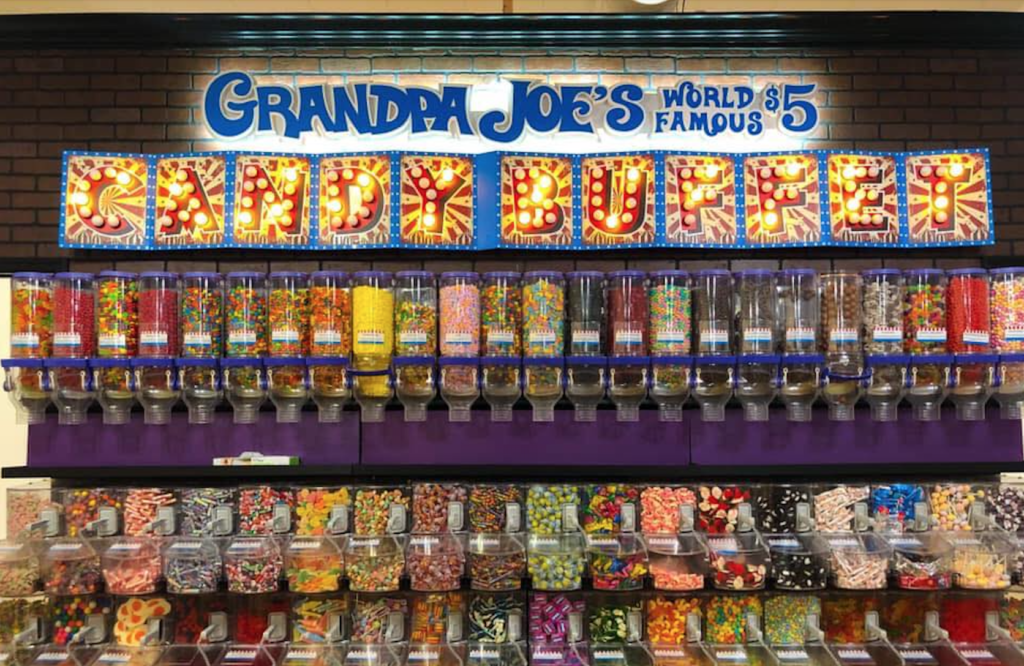 GRANDPA JOE'S WORLD FAMOUS $5
CANDY BUFFET